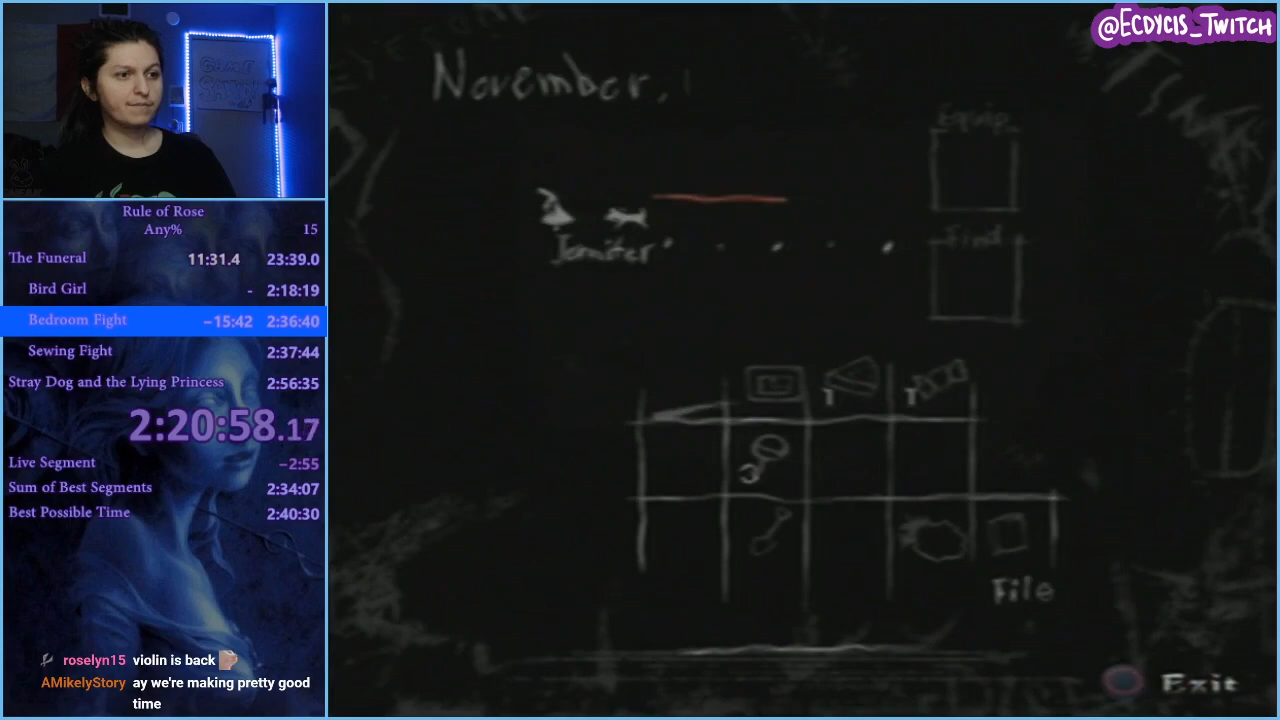 @ECDYCIS_TWITCH
November.
Equip
Find
Jennifer
1
1
3
File
Exit
Rule of Rose
Any% 15
The Funeral 11:31.4 23:39.0
Bird Girl - 2:18:19
Bedroom Fight −15:42 2:36:40
Sewing Fight 2:37:44
Stray Dog and the Lying Princess 2:56:35
2:20:58.17
Live Segment −2:55
Sum of Best Segments 2:34:07
Best Possible Time 2:40:30
roselyn15 violin is back
AMikelyStory ay we're making pretty good
time